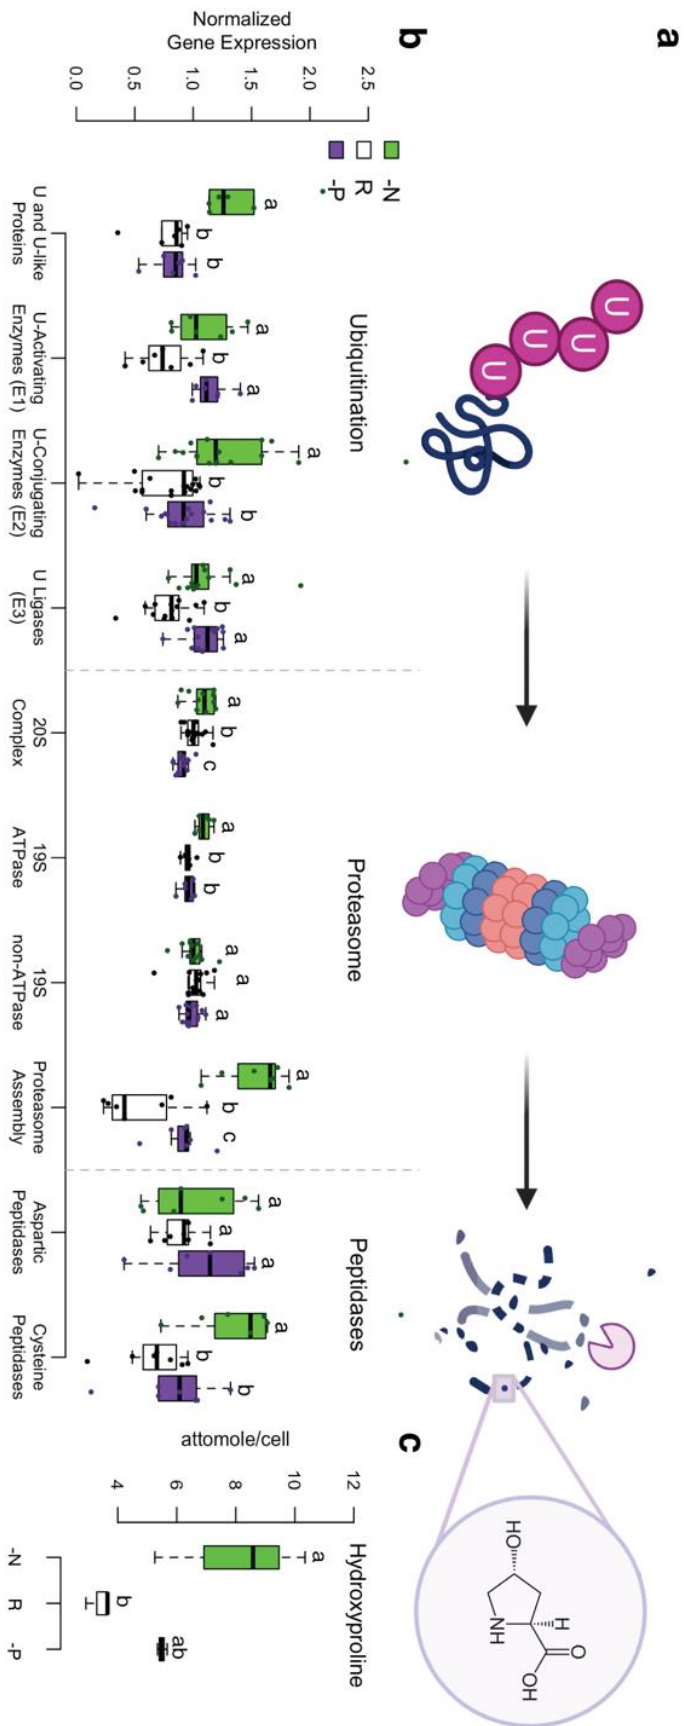 a
U
U
U
U
HO
NH
H
O
OH
b
-N
R
-P
Ubiquitination
Proteasome
Peptidases
Normalized
Gene Expression
0.0
0.5
1.0
1.5
2.0
2.5
a
b
b
a
b
a
a
b
b
a
b
a
a
b
c
a
b
b
a
a
a
a
b
c
a
a
a
a
b
b
U and U-like
Proteins
U-Activating
Enzymes (E1)
U-Conjugating
Enzymes (E2)
U Ligases
(E3)
20S
Complex
19S
ATPase
19S
non-ATPase
Proteasome
Assembly
Aspartic
Peptidases
Cysteine
Peptidases
c
Hydroxyproline
attomole/cell
4
6
8
10
12
a
b
ab
-N
R
-P